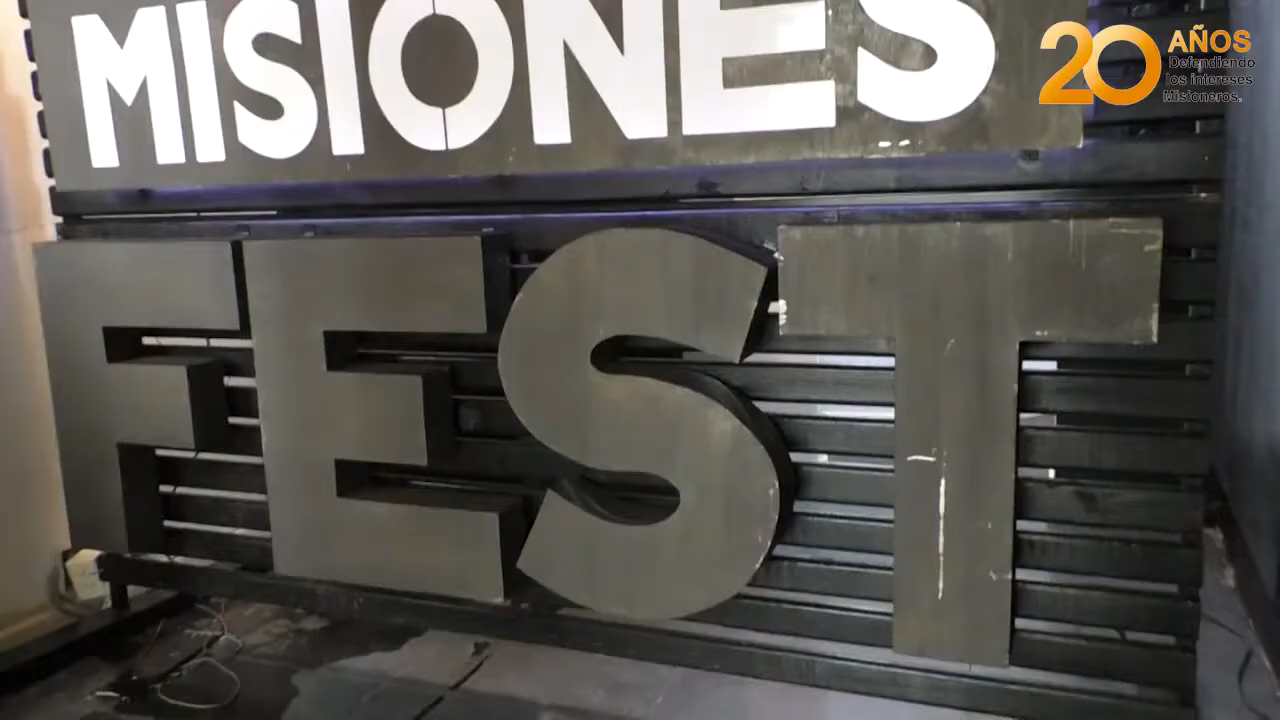 MISIONES
FEST
20 AÑOS
Defendiendo
los intereses
Misioneros.